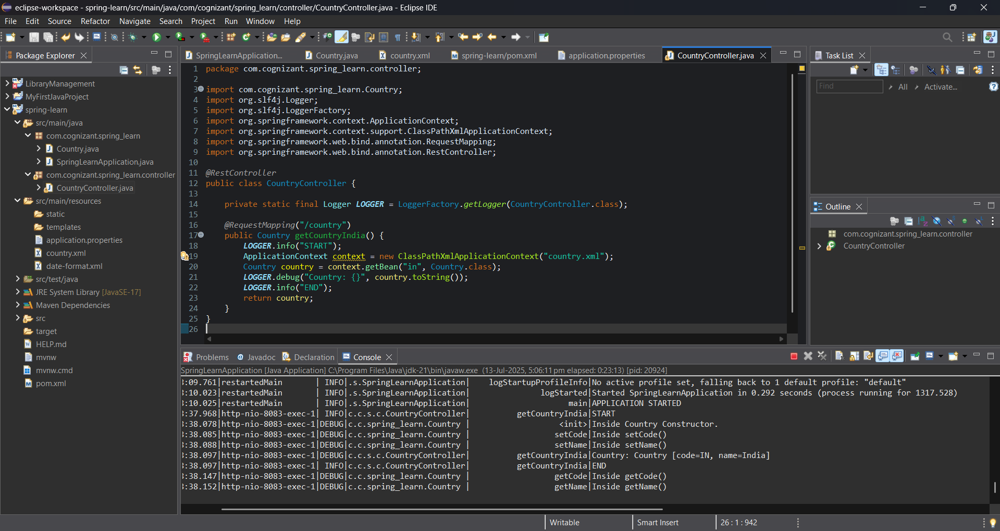 eclipse-workspace - spring-learn/src/main/java/com/cognizant/spring_learn/controller/CountryController.java - Eclipse IDE
File Edit Source Refactor Navigate Search Project Run Window Help
Package Explorer
LibraryManagement
MyFirstJavaProject
spring-learn
src/main/java
com.cognizant.spring_learn
Country.java
SpringLearnApplication.java
com.cognizant.spring_learn.controller
CountryController.java
src/main/resources
static
templates
application.properties
country.xml
date-format.xml
src/test/java
JRE System Library [JavaSE-17]
Maven Dependencies
src
target
HELP.md
mvnw
mvnw.cmd
pom.xml
SpringLearnApplication... Country.java country.xml spring-learn/pom.xml application.properties CountryController.java
1 package com.cognizant.spring_learn.controller;
2
3 import com.cognizant.spring_learn.Country;
4 import org.slf4j.Logger;
5 import org.slf4j.LoggerFactory;
6 import org.springframework.context.ApplicationContext;
7 import org.springframework.context.support.ClassPathXmlApplicationContext;
8 import org.springframework.web.bind.annotation.RequestMapping;
9 import org.springframework.web.bind.annotation.RestController;
10
11 @RestController
12 public class CountryController {
13
14 private static final Logger LOGGER = LoggerFactory.getLogger(CountryController.class);
15
16 @RequestMapping("/country")
17 public Country getCountryIndia() {
18 LOGGER.info("START");
19 ApplicationContext context = new ClassPathXmlApplicationContext("country.xml");
20 Country country = context.getBean("in", Country.class);
21 LOGGER.debug("Country: {}", country.toString());
22 LOGGER.info("END");
23 return country;
24 }
25 }
26
Task List
Find All Activate...
Outline
com.cognizant.spring_learn.controller
CountryController
Problems Javadoc Declaration Console
SpringLearnApplication [Java Application] C:\Program Files\Java\jdk-21\bin\javaw.exe (13-Jul-2025, 5:06:11 pm elapsed: 0:23:13) [pid: 20924]
:09.761|restartedMain | INFO|.s.SpringLearnApplication| logStartupProfileInfo|No active profile set, falling back to 1 default profile: "default"
:10.023|restartedMain | INFO|.s.SpringLearnApplication| logStarted|Started SpringLearnApplication in 0.292 seconds (process running for 1317.528)
:10.025|restartedMain | INFO|.s.SpringLearnApplication| main|APPLICATION STARTED
:37.968|http-nio-8083-exec-1| INFO|c.c.s.c.CountryController| getCountryIndia|START
:38.078|http-nio-8083-exec-1|DEBUG|c.c.spring_learn.Country | <init>|Inside Country Constructor.
:38.085|http-nio-8083-exec-1|DEBUG|c.c.spring_learn.Country | setCode|Inside setCode()
:38.088|http-nio-8083-exec-1|DEBUG|c.c.spring_learn.Country | setName|Inside setName()
:38.097|http-nio-8083-exec-1|DEBUG|c.c.s.c.CountryController| getCountryIndia|Country: Country [code=IN, name=India]
:38.097|http-nio-8083-exec-1| INFO|c.c.s.c.CountryController| getCountryIndia|END
:38.147|http-nio-8083-exec-1|DEBUG|c.c.spring_learn.Country | getCode|Inside getCode()
:38.152|http-nio-8083-exec-1|DEBUG|c.c.spring_learn.Country | getName|Inside getName()
Writable Smart Insert 26 : 1 : 942